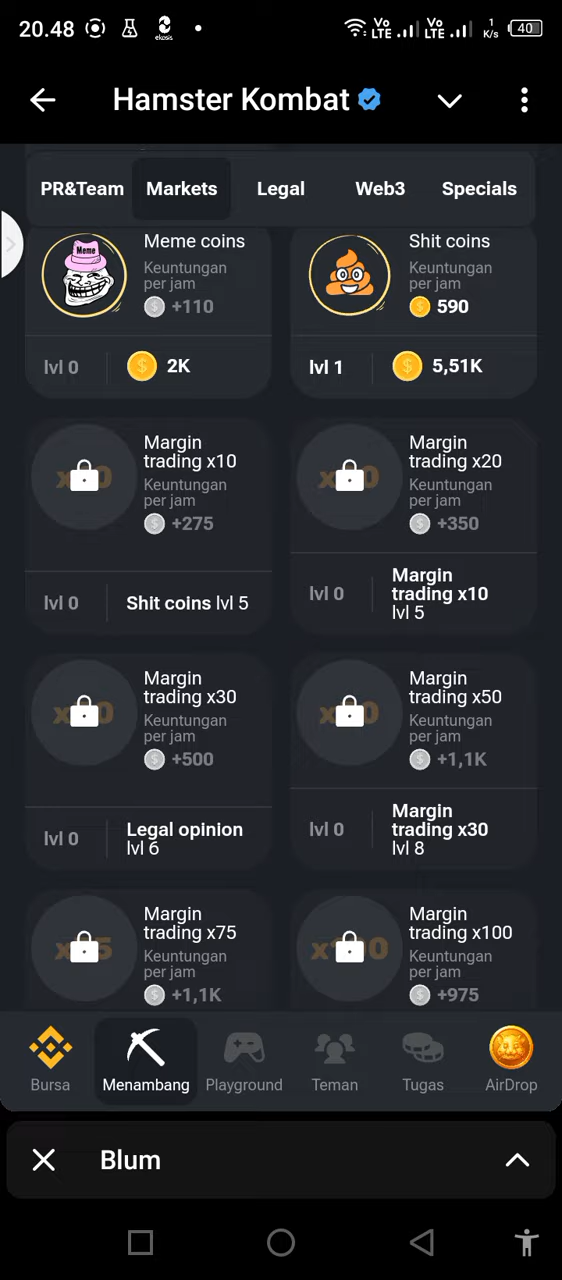 20.48
ekosis
Vo LTE
Vo LTE
1 K/s
40
Hamster Kombat
PR&Team
Markets
Legal
Web3
Specials
Meme
Meme coins
Keuntungan
per jam
+110
lvl 0
2K
Shit coins
Keuntungan
per jam
590
lvl 1
5,51K
Margin
trading x10
Keuntungan
per jam
+275
lvl 0
Shit coins lvl 5
Margin
trading x20
Keuntungan
per jam
+350
lvl 0
Margin
trading x10
lvl 5
Margin
trading x30
Keuntungan
per jam
+500
lvl 0
Legal opinion
lvl 6
Margin
trading x50
Keuntungan
per jam
+1,1K
lvl 0
Margin
trading x30
lvl 8
Margin
trading x75
Keuntungan
per jam
+1,1K
Margin
trading x100
Keuntungan
per jam
+975
Bursa
Menambang
Playground
Teman
Tugas
AirDrop
Blum